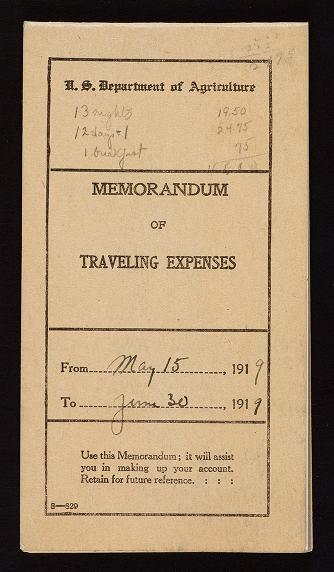 U. S. Department of Agriculture
13 nights 19.50
12 days + 1 24.75
1 breakfast 75
MEMORANDUM
OF
TRAVELING EXPENSES
From May 15, 1919
To June 30, 1919
Use this Memorandum; it will assist
you in making up your account.
Retain for future reference. : : :
8—829